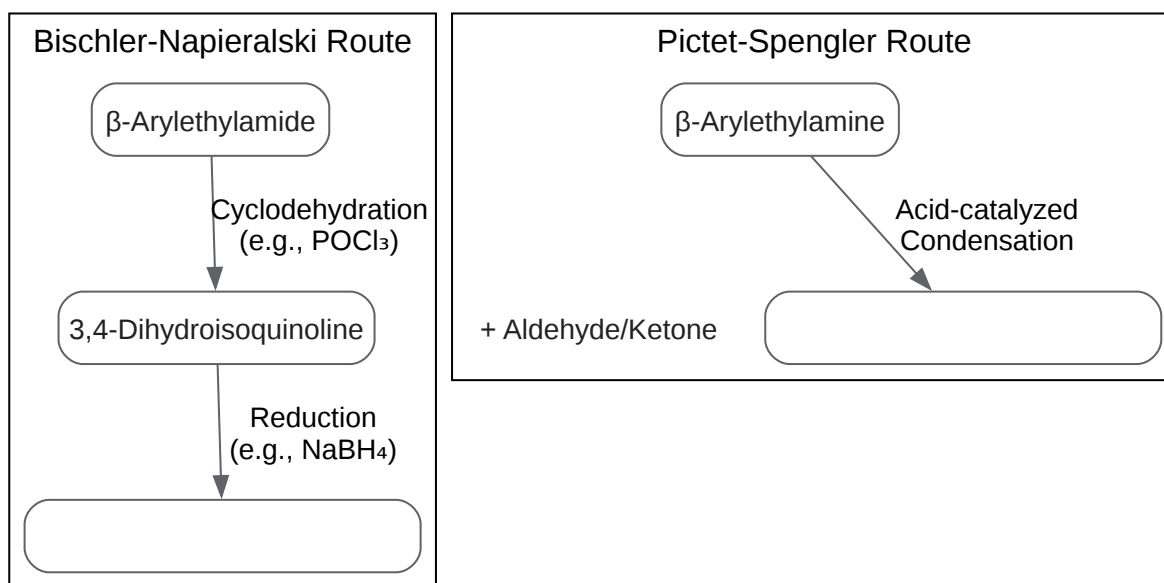 Bischler-Napieralski Route
β-Arylethylamide
Cyclodehydration
(e.g., POCl₃)
3,4-Dihydroisoquinoline
Reduction
(e.g., NaBH₄)
Pictet-Spengler Route
β-Arylethylamine
Acid-catalyzed
Condensation
+ Aldehyde/Ketone